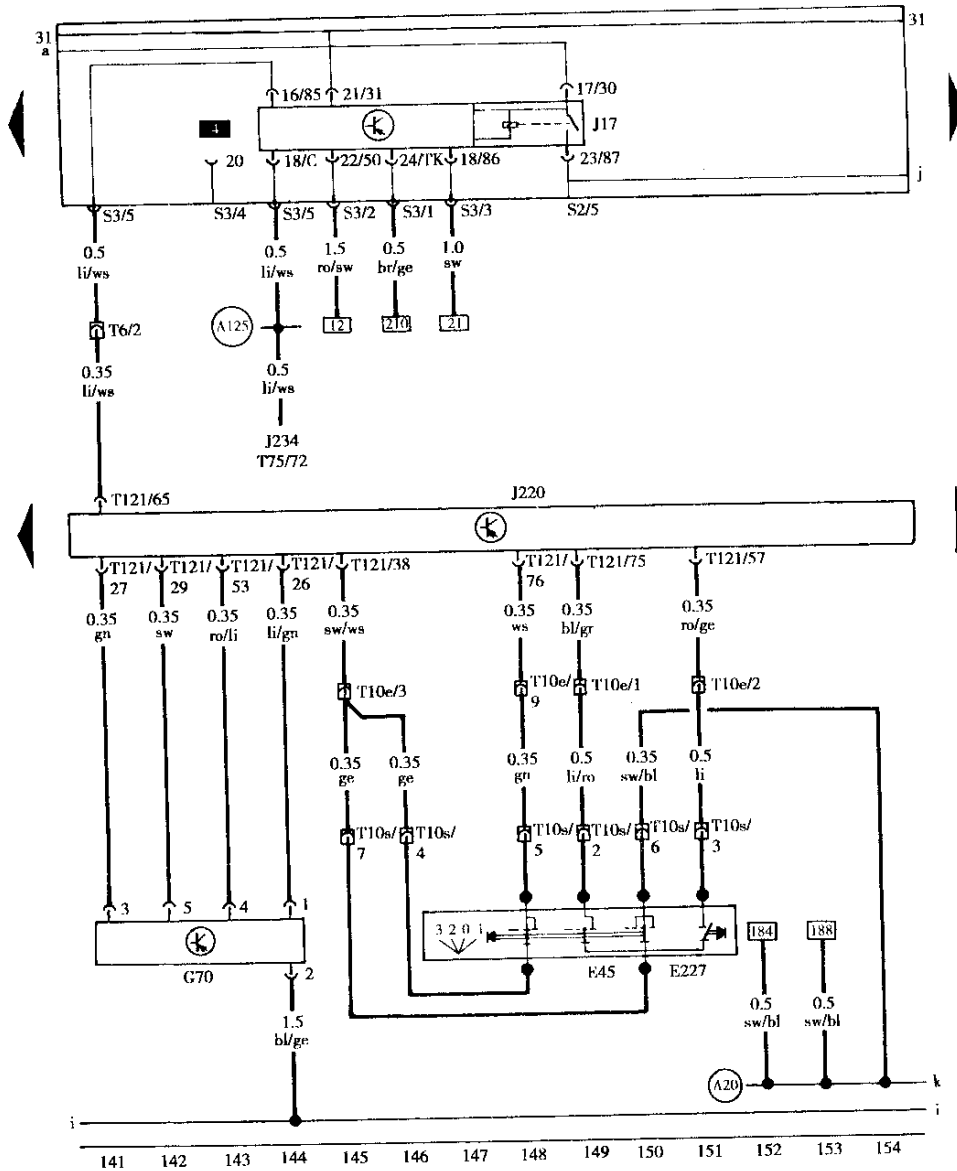 31
31
a
16/85
21/31
17/30
4
J17
20
18/C
22/50
24/TK
18/86
23/87
j
S3/5
S3/4
S3/5
S3/2
S3/1
S3/3
S2/5
0.5
li/ws
0.5
li/ws
1.5
ro/sw
0.5
br/ge
1.0
sw
T6/2
A125
12
210
21
0.35
li/ws
0.5
li/ws
J234
T75/72
T121/65
J220
T121/
27
T121/
29
T121/
53
T121/
26
T121/38
T121/
76
T121/75
T121/57
0.35
gn
0.35
sw
0.35
ro/li
0.35
li/gn
0.35
sw/ws
0.35
ws
0.35
bl/gr
0.35
ro/ge
T10e/3
T10e/
9
T10e/1
T10e/2
0.35
ge
0.35
ge
0.35
gn
0.5
li/ro
0.35
sw/bl
0.5
li
T10s/
7
T10s/
4
T10s/
5
T10s/
2
T10s/
6
T10s/
3
3
5
4
1
3 2 0 1
184
188
G70
2
E45
E227
1.5
bl/ge
0.5
sw/bl
0.5
sw/bl
A20
k
i
i
141 142 143 144 145 146 147 148 149 150 151 152 153 154